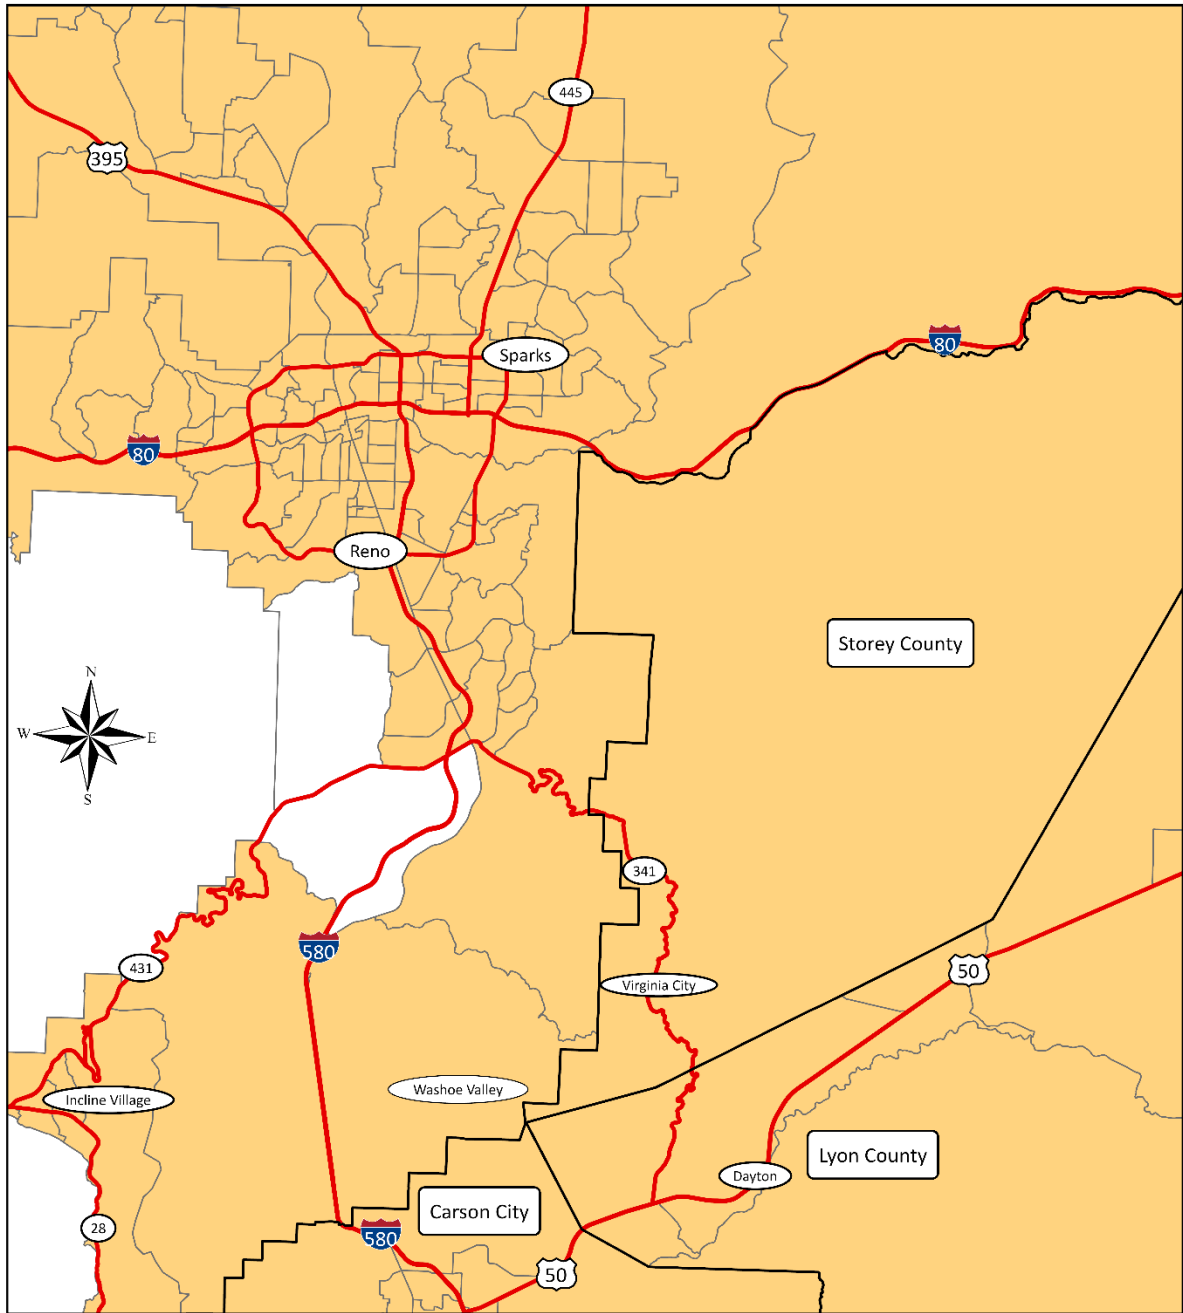 445
395
Sparks
80
80
Reno
Storey County
N
W
E
S
341
580
431
50
Virginia City
Washoe Valley
Incline Village
Lyon County
Dayton
Carson City
28
580
50